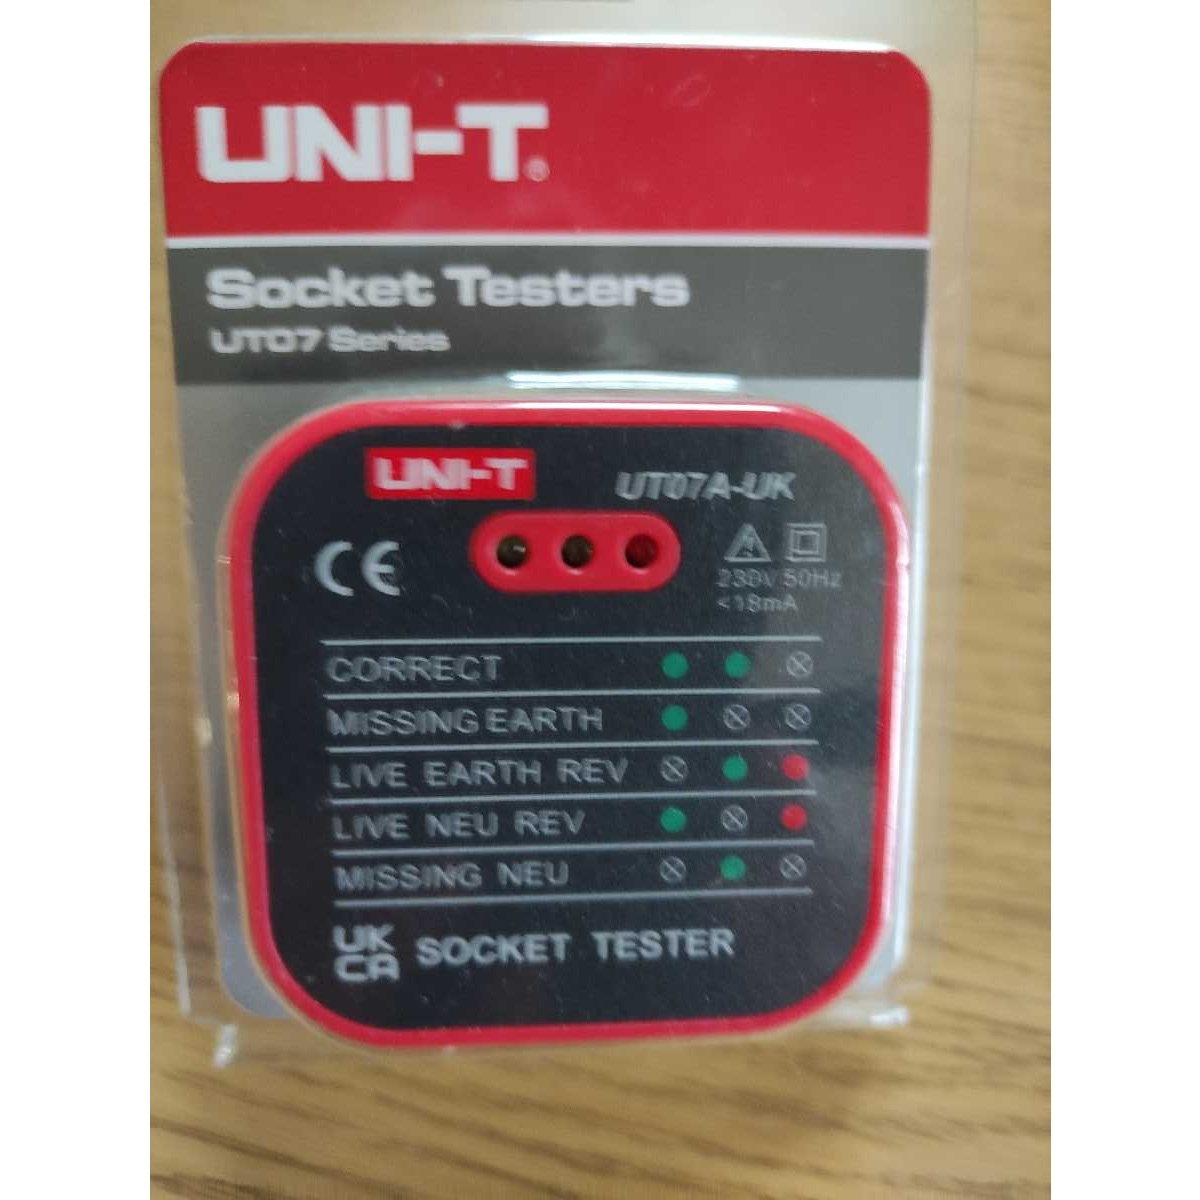 UNI-T®
Socket Testers
UT07 Series
UNI-T
UT07A-UK
CE
230V 50Hz
<18mA
CORRECT
MISSING EARTH
LIVE EARTH REV
LIVE NEU REV
MISSING NEU
UK
CA
SOCKET TESTER